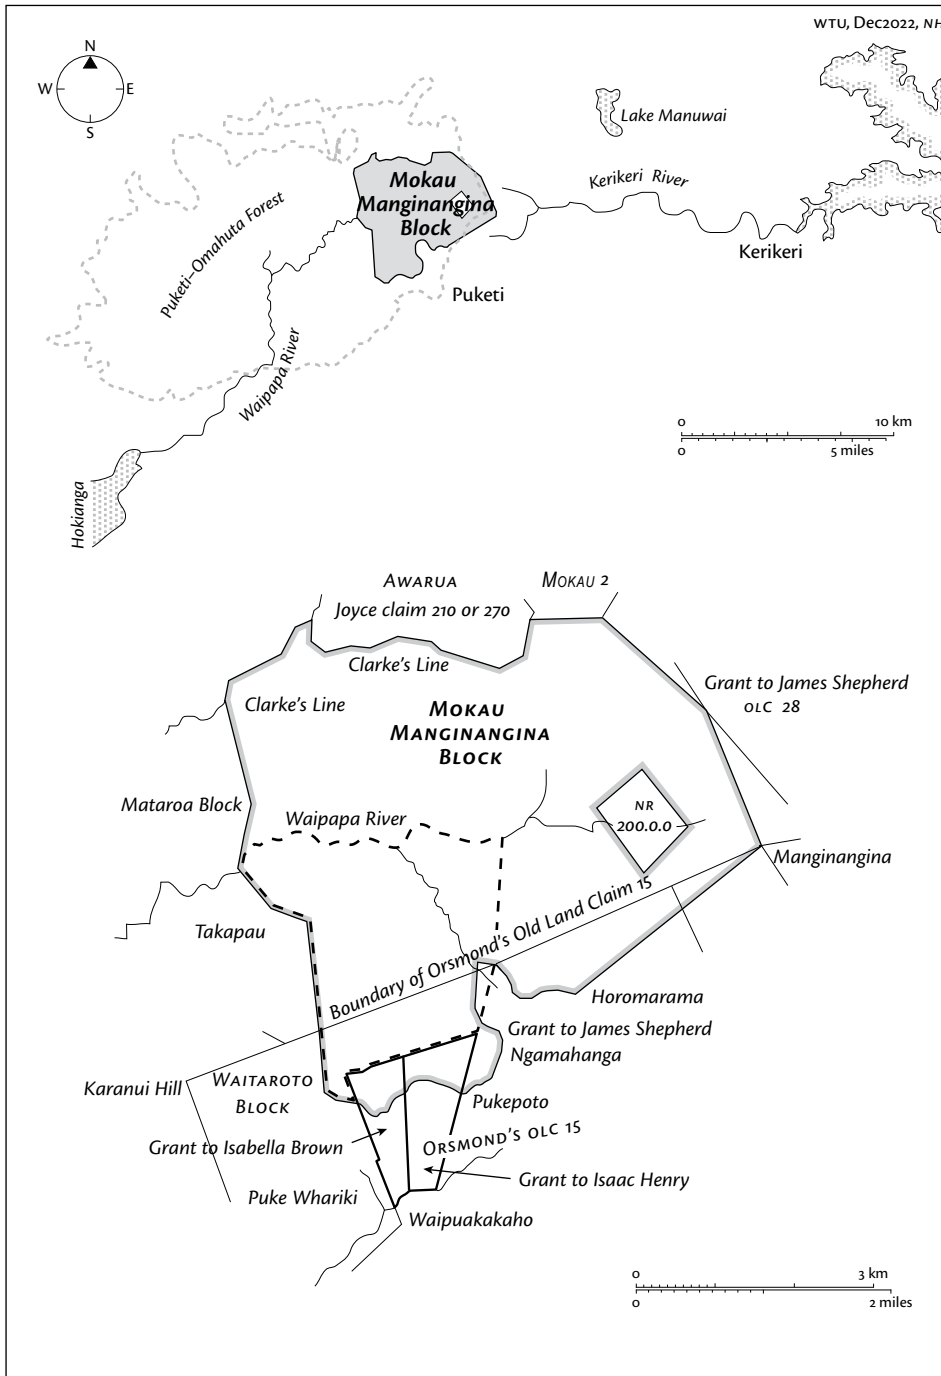 WTU, Dec2022, NH
N
W E
S
Lake Manuwai
Mokau
Manginangina
Block
Kerikeri River
Puketi–Omahuta Forest
Kerikeri
Puketi
Waipapa River
0 10 km
0 5 miles
Hokianga
Awarua
Mokau 2
Joyce claim 210 or 270
Clarke's Line
Grant to James Shepherd
OLC 28
Clarke's Line
Mokau
Manginangina
Block
Mataroa Block
NR
200.0.0
Waipapa River
Manginangina
Boundary of Orsmond's Old Land Claim 15
Takapau
Horomarama
Grant to James Shepherd
Ngamahanga
Karanui Hill
Waitaroto
Block
Pukepoto
Grant to Isabella Brown
Orsmond's OLC 15
Grant to Isaac Henry
Puke Whariki
Waipuakakaho
0 3 km
0 2 miles